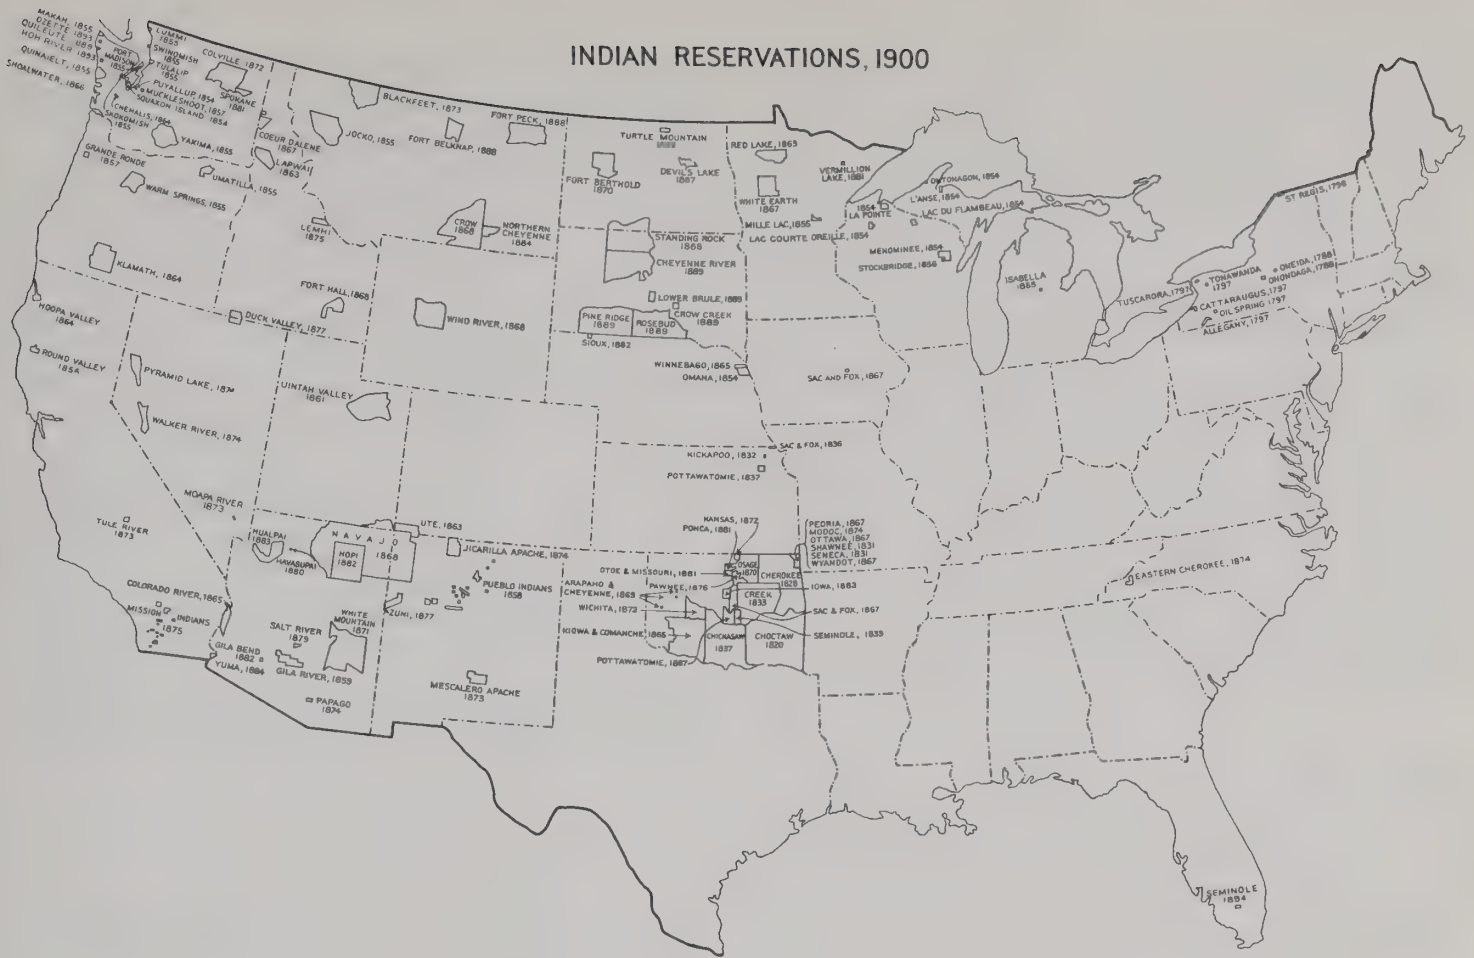 INDIAN RESERVATIONS, 1900
MAKAH, 1855
OZETTE 1893
QUILEUTE 1889
HOH RIVER 1893
QUINAIELT, 1855
SHOALWATER, 1866
PORT
MADISON
1855
LUMMI
1855
SWINOMISH
1855
TULALIP
1855
PUYALLUP, 1854
MUCKLESHOOT, 1857
SQUAXON ISLAND 1854
CHEHALIS, 1864
SKOKOMISH
1855
COLVILLE, 1872
SPOKANE
1881
YAKIMA, 1855
COEUR DALENE
1867
LAPWAI
1863
JOCKO, 1855
BLACKFEET, 1873
FORT BELKNAP, 1888
FORT PECK, 1888
GRANDE RONDE
1857
WARM SPRINGS, 1855
UMATILLA, 1855
LEMHI
1875
CROW
1868
NORTHERN
CHEYENNE
1884
KLAMATH, 1864
FORT HALL, 1868
DUCK VALLEY, 1877
WIND RIVER, 1868
HOOPA VALLEY
1864
ROUND VALLEY
PYRAMID LAKE, 1874
WALKER RIVER, 1874
UINTAH VALLEY
1861
TURTLE MOUNTAIN
FORT BERTHOLD
1870
DEVIL'S LAKE
1867
RED LAKE, 1863
WHITE EARTH
1867
VERMILLION
LAKE, 1881
MILLE LAC, 1855
1854
LA POINTE
ONTONAGON, 1854
L'ANSE, 1854
LAC DU FLAMBEAU, 1854
LAC COURTE OREILLE, 1854
MENOMINEE, 1854
STOCKBRIDGE, 1856
ISABELLA
1855
STANDING ROCK
1868
CHEYENNE RIVER
1889
LOWER BRULE, 1889
CROW CREEK
1889
PINE RIDGE
1889
ROSEBUD
1889
SIOUX, 1882
WINNEBAGO, 1865
OMAHA, 1854
SAC AND FOX, 1867
SAC & FOX, 1836
KICKAPOO, 1832
POTTAWATOMIE, 1837
ST REGIS, 1796
ONEIDA, 1788
ONONDAGA, 1788
TONAWANDA
1797
TUSCARORA, 1797
CATTARAUGUS, 1797
OIL SPRING 1797
ALLEGANY, 1797
MOAPA RIVER
1873
TULE RIVER
1873
HUALPAI
1883
HAVASUPAI
1880
NAVAJO
1868
HOPI
1882
UTE, 1863
JICARILLA APACHE, 1874
PUEBLO INDIANS
1858
ZUNI, 1877
COLORADO RIVER, 1865
MISSION INDIANS
1875
SALT RIVER
1879
WHITE
MOUNTAIN
1871
GILA BEND
1882
YUMA, 1884
GILA RIVER, 1859
PAPAGO
1874
MESCALERO APACHE
1873
KANSAS, 1872
PONCA, 1881
OTOE & MISSOURI, 1881
PAWNEE, 1876
ARAPAHO &
CHEYENNE, 1869
WICHITA, 1872
KIOWA & COMANCHE, 1865
POTTAWATOMIE, 1867
OSAGE
1870
CHEROKEE
1828
CREEK
1833
CHICKASAW
1837
CHOCTAW
1820
PEORIA, 1867
MODOC, 1874
OTTAWA, 1867
SHAWNEE, 1831
SENECA, 1831
WYANDOT, 1867
IOWA, 1883
SAC & FOX, 1867
SEMINOLE, 1833
EASTERN CHEROKEE, 1874
SEMINOLE
1894